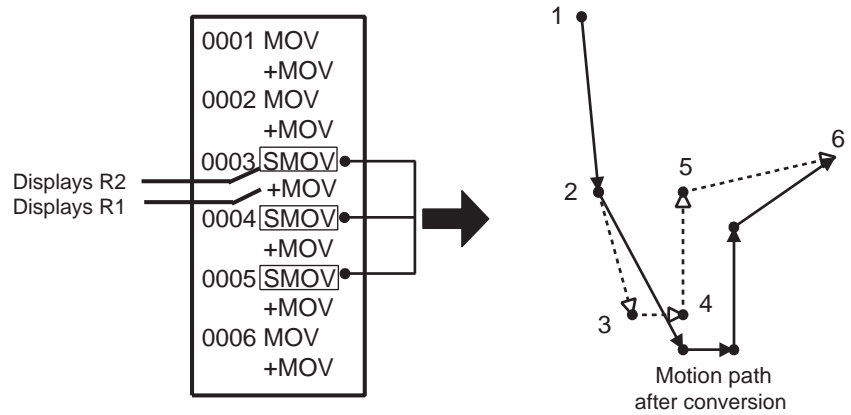 0001 MOV
+MOV
0002 MOV
+MOV
0003 SMOV
+MOV
0004 SMOV
+MOV
0005 SMOV
+MOV
0006 MOV
+MOV
Displays R2
Displays R1
1
2
3
4
5
6
Motion path
after conversion